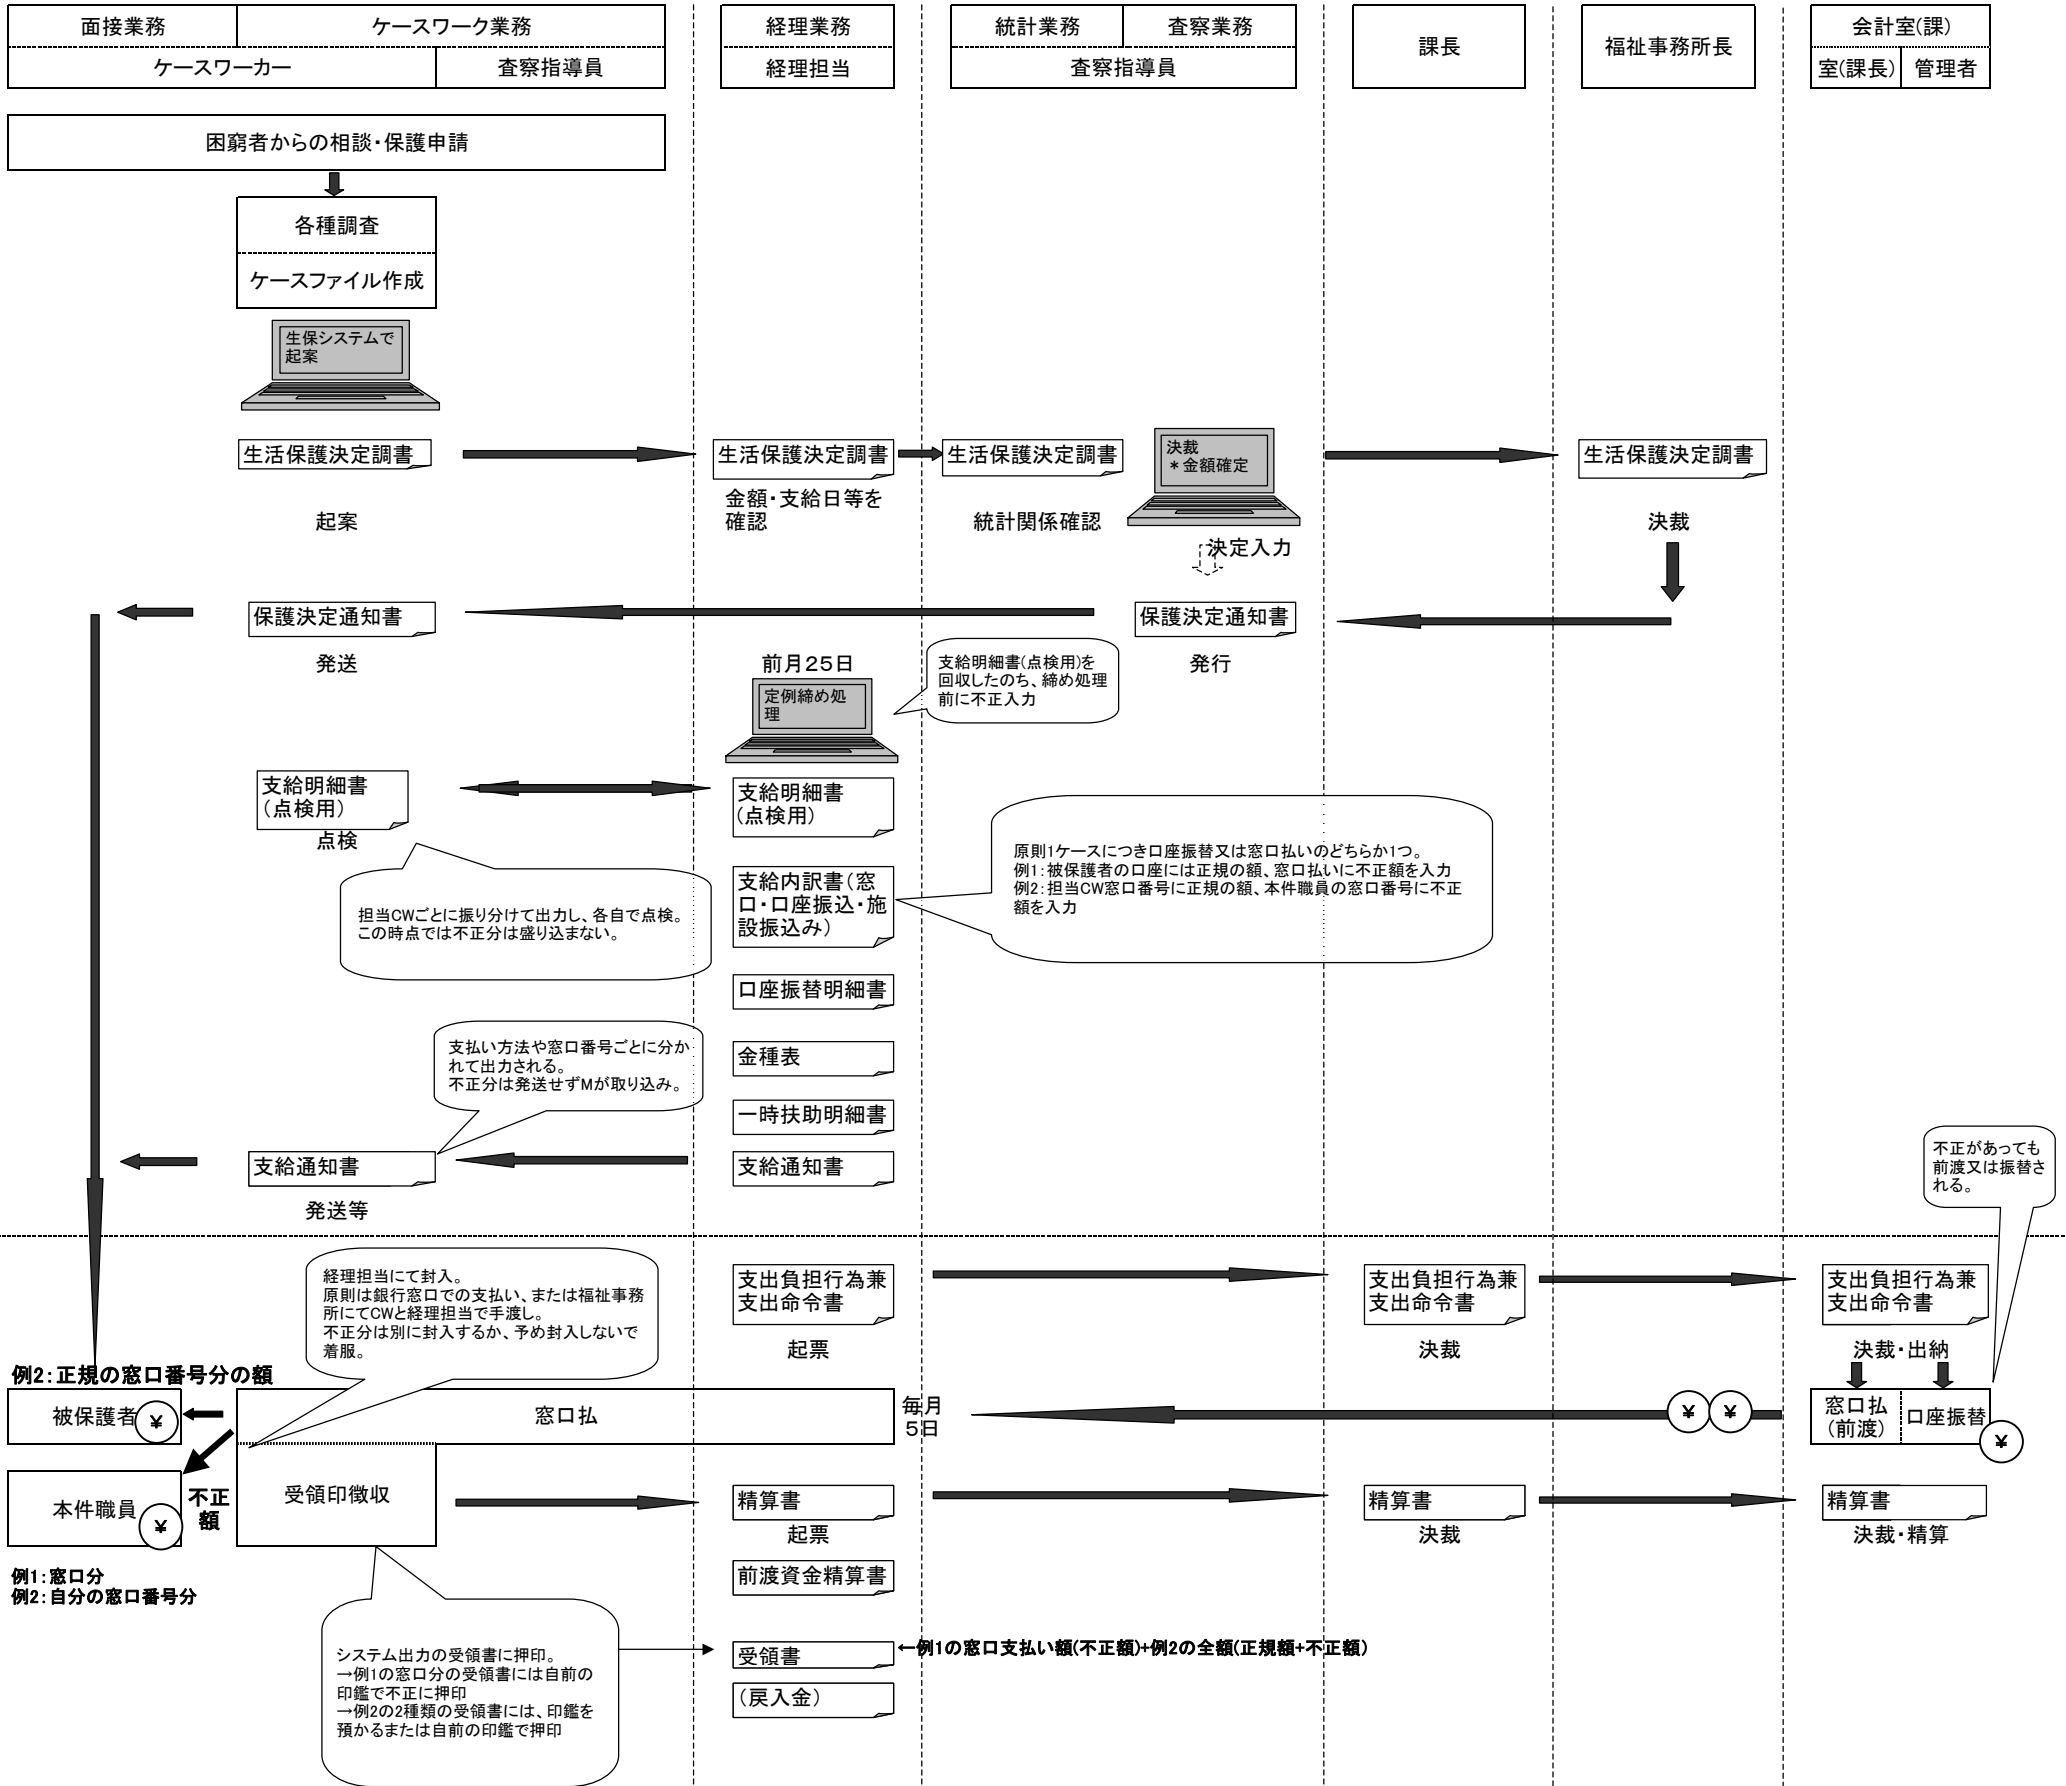 面接業務
ケースワーク業務
経理業務
統計業務
査察業務
課長
福祉事務所長
会計室(課)
ケースワーカー
査察指導員
経理担当
査察指導員
室(課長)
管理者
困窮者からの相談・保護申請
各種調査
ケースファイル作成
生保システムで
起案
生活保護決定調書
起案
生活保護決定調書
金額・支給日等を
確認
生活保護決定調書
統計関係確認
決裁
＊金額確定
決定入力
生活保護決定調書
決裁
保護決定通知書
発送
保護決定通知書
発行
前月25日
定例締め処
理
支給明細書(点検用)を
回収したのち、締め処理
前に不正入力
支給明細書
(点検用)
点検
支給明細書
(点検用)
担当CWごとに振り分けて出力し、各自で点検。
この時点では不正分は盛り込まない。
支給内訳書(窓
口・口座振込・施
設振込み)
原則1ケースにつき口座振替又は窓口払いのどちらか1つ。
例1:被保護者の口座には正規の額、窓口払いに不正額を入力
例2:担当CW窓口番号に正規の額、本件職員の窓口番号に不正
額を入力
口座振替明細書
金種表
一時扶助明細書
支払い方法や窓口番号ごとに分か
れて出力される。
不正分は発送せずMが取り込み。
支給通知書
発送等
支給通知書
不正があっても
前渡又は振替さ
れる。
経理担当にて封入。
原則は銀行窓口での支払い、または福祉事務
所にてCWと経理担当で手渡し。
不正分は別に封入するか、予め封入しないで
着服。
支出負担行為兼
支出命令書
起票
支出負担行為兼
支出命令書
決裁
支出負担行為兼
支出命令書
決裁・出納
例2:正規の窓口番号分の額
被保護者
¥
窓口払
毎月
5日
¥
¥
窓口払
(前渡)
口座振替
¥
本件職員
¥
不正
額
受領印徴収
精算書
起票
精算書
決裁
精算書
決裁・精算
例1:窓口分
例2:自分の窓口番号分
前渡資金精算書
システム出力の受領書に押印。
→例1の窓口分の受領書には自前の
印鑑で不正に押印
→例2の2種類の受領書には、印鑑を
預かるまたは自前の印鑑で押印
受領書
←例1の窓口支払い額(不正額)+例2の全額(正規額+不正額)
(戻入金)